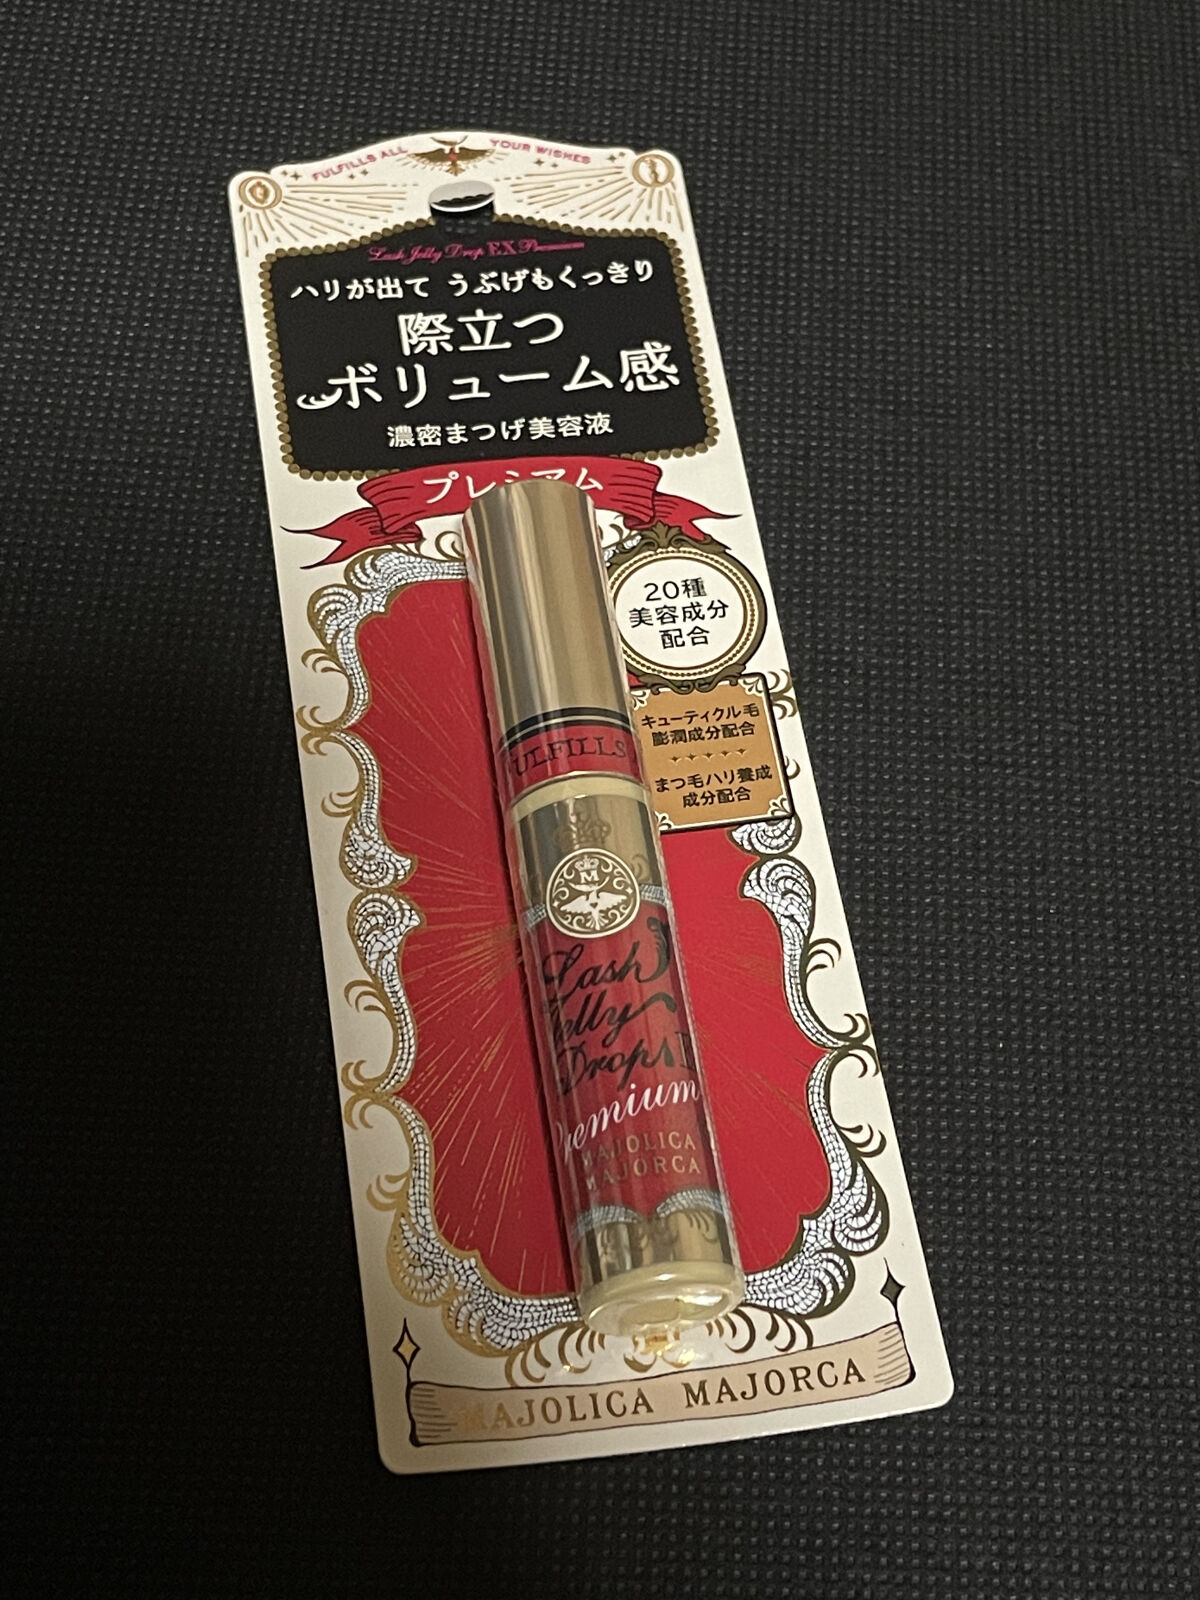 FULFILLS ALL YOUR WISHES
Lash Jelly Drop EX Premium
ハリが出て うぶげもくっきり
際立つ
ボリューム感
濃密まつげ美容液
プレミアム
20種
美容成分
配合
キューティクル毛
膨潤成分配合
まつ毛ハリ養成
成分配合
ULFILLS
M
Lash
Jelly
Drops E
Premium
MAJOLICA
MAJORCA
MAJOLICA MAJORCA